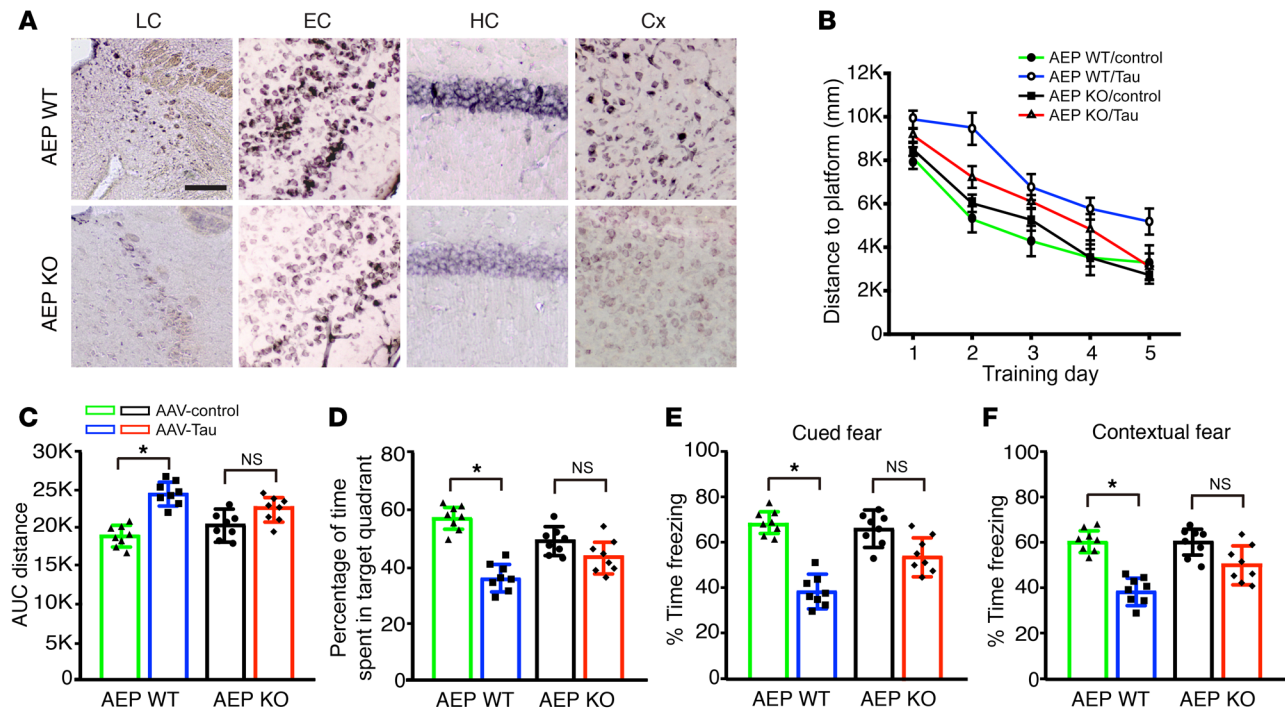 A
LC
EC
HC
Cx
AEP WT
AEP KO
B
AEP WT/control
AEP WT/Tau
AEP KO/control
AEP KO/Tau
12K
10K
8K
6K
4K
2K
0
Distance to platform (mm)
1
2
3
4
5
Training day
C
AAV-control
AAV-Tau
30K
25K
20K
15K
10K
5K
0
AUC distance
*
NS
AEP WT
AEP KO
D
80
60
40
20
0
Percentage of time
spent in target quadrant
*
NS
AEP WT
AEP KO
E
Cued fear
100
80
60
40
20
0
% Time freezing
*
NS
AEP WT
AEP KO
F
Contextual fear
100
80
60
40
20
0
% Time freezing
*
NS
AEP WT
AEP KO